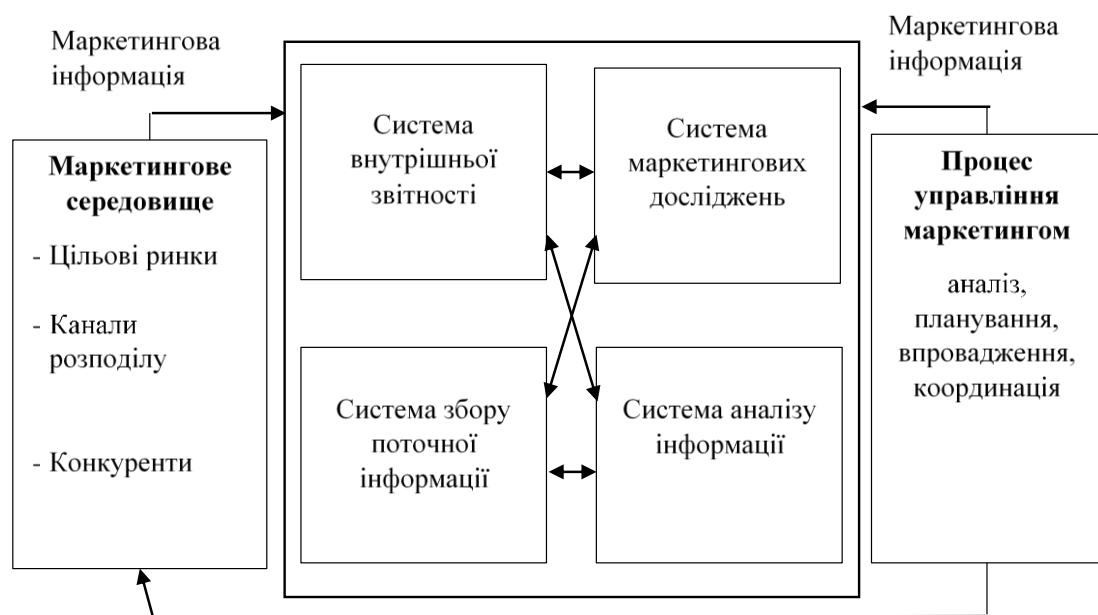 Маркетингова
інформація
Маркетингова
інформація
Маркетингове
середовище
- Цільові ринки
- Канали
розподілу
- Конкуренти
Система
внутрішньої
звітності
Система
маркетингових
досліджень
Система збору
поточної
інформації
Система аналізу
інформації
Процес
управління
маркетингом
аналіз,
планування,
впровадження,
координація